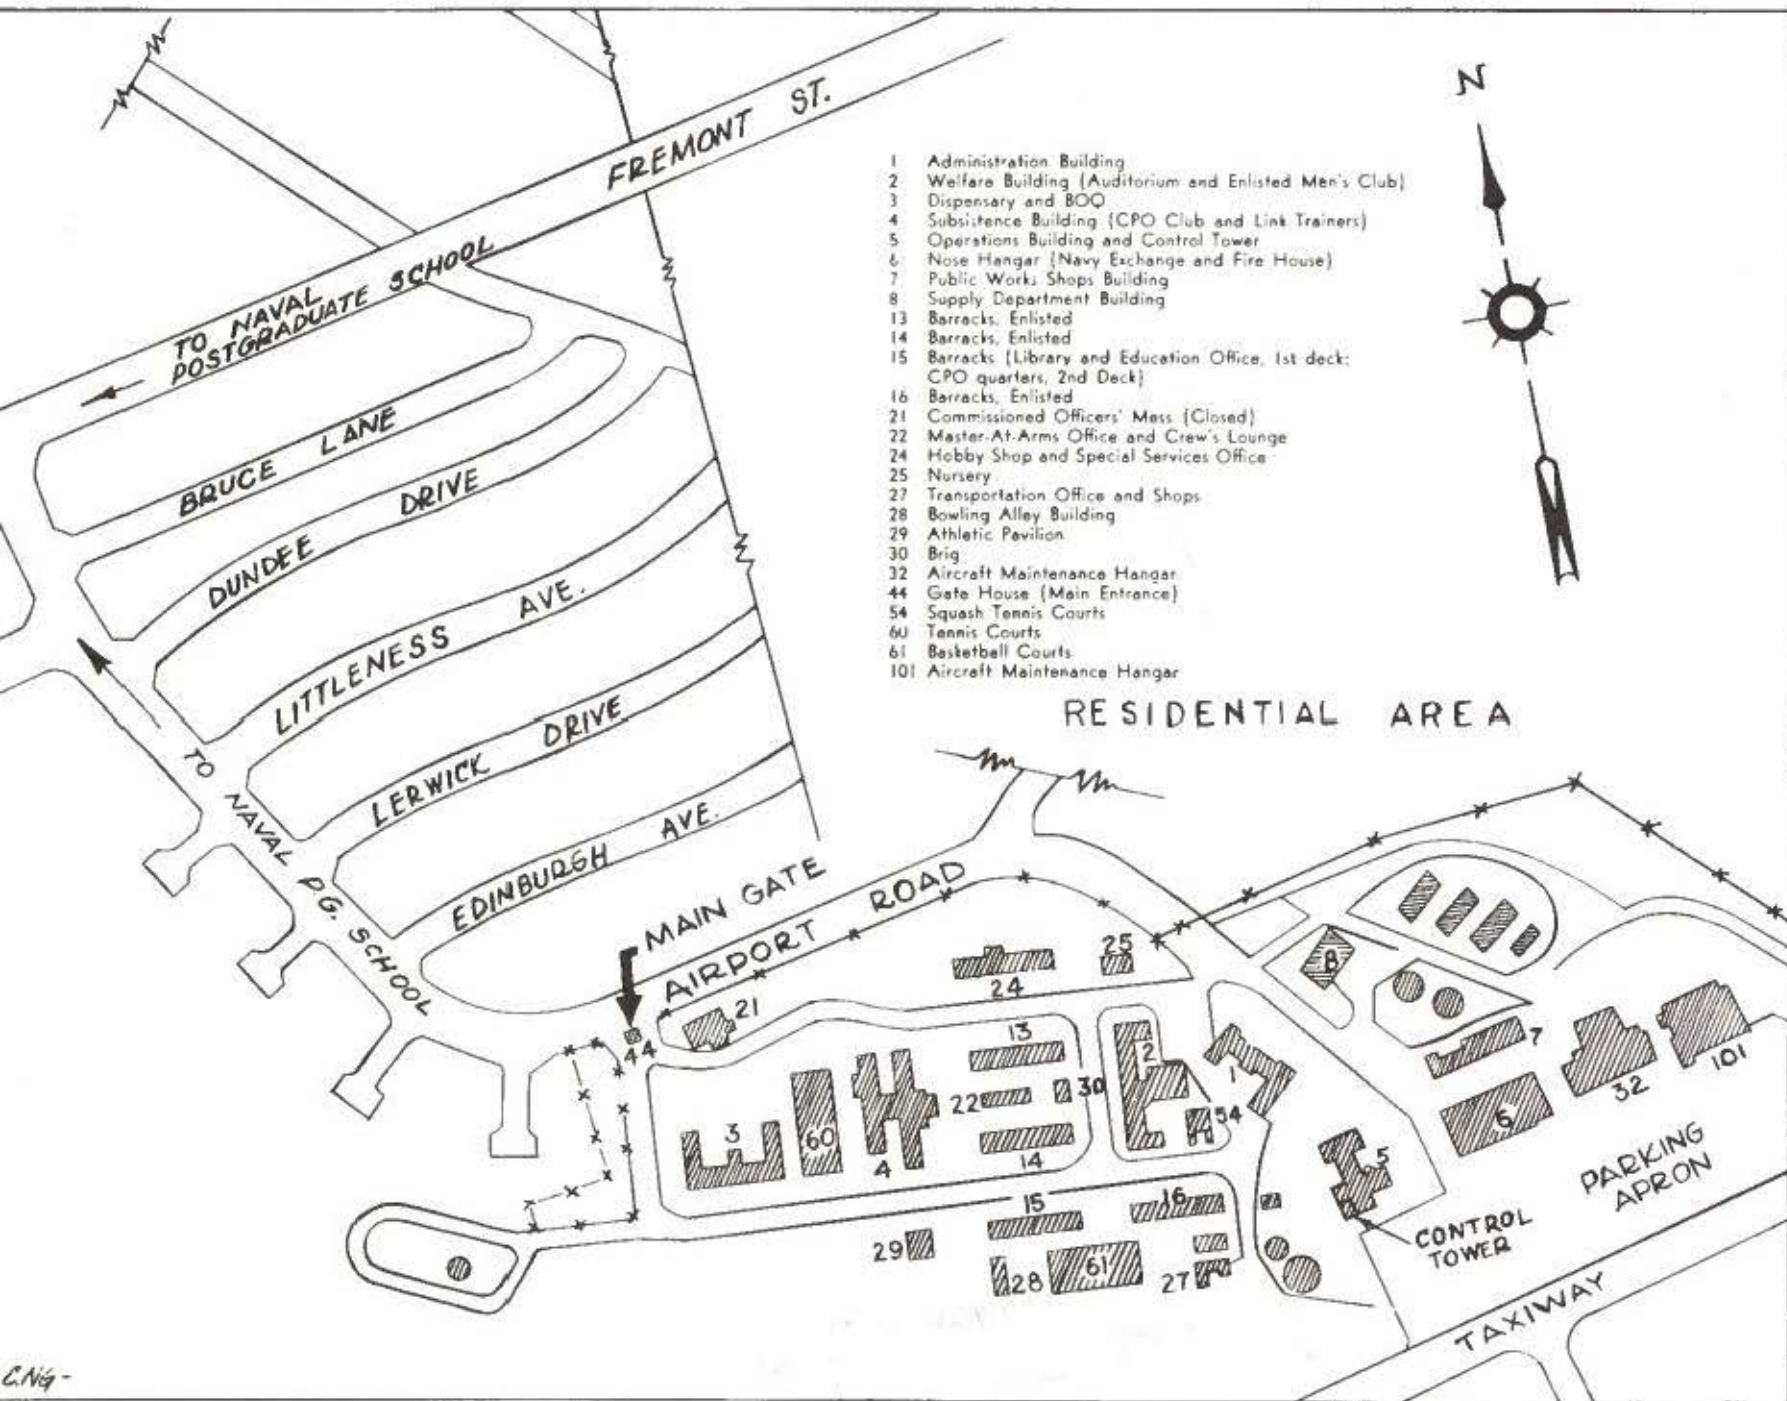 N
FREMONT ST.
1 Administration Building
2 Welfare Building (Auditorium and Enlisted Men's Club)
3 Dispensary and BOQ
4 Subsistence Building (CPO Club and Link Trainers)
5 Operations Building and Control Tower
6 Nose Hangar (Navy Exchange and Fire House)
7 Public Works Shops Building
8 Supply Department Building
13 Barracks, Enlisted
14 Barracks, Enlisted
15 Barracks (Library and Education Office, 1st deck;
CPO quarters, 2nd Deck)
16 Barracks, Enlisted
21 Commissioned Officers' Mess (Closed)
22 Master-At-Arms Office and Crew's Lounge
24 Hobby Shop and Special Services Office
25 Nursery
27 Transportation Office and Shops
28 Bowling Alley Building
29 Athletic Pavilion
30 Brig
32 Aircraft Maintenance Hangar
44 Gate House (Main Entrance)
54 Squash Tennis Courts
60 Tennis Courts
61 Basketball Courts
101 Aircraft Maintenance Hangar
TO NAVAL
POSTGRADUATE SCHOOL
BRUCE LANE
DUNDEE DRIVE
LITTLENESS AVE.
LERWICK DRIVE
EDINBURGH AVE.
TO NAVAL P.G. SCHOOL
RESIDENTIAL AREA
MAIN GATE
AIRPORT ROAD
21
44
24
25
8
13
22
30
14
2
1
54
3
60
4
7
6
32
101
5
15
16
29
28
61
27
CONTROL
TOWER
PARKING
APRON
TAXIWAY
C.NG-